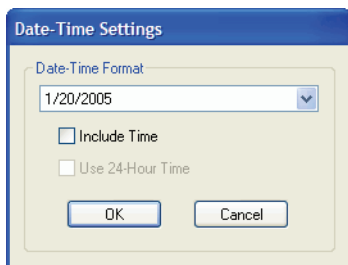 Date-Time Settings
Date-Time Format
1/20/2005
Include Time
Use 24-Hour Time
OK
Cancel